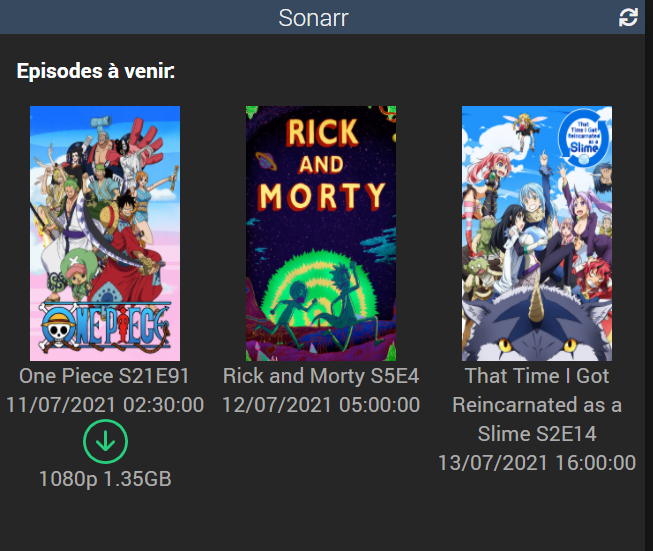 Sonarr
Episodes à venir:
RICK
AND
MORTY
That
Time I Got
Reincarnated
as a
Slime
ONE PIECE
One Piece S21E91
11/07/2021 02:30:00
1080p 1.35GB
Rick and Morty S5E4
12/07/2021 05:00:00
That Time I Got
Reincarnated as a
Slime S2E14
13/07/2021 16:00:00